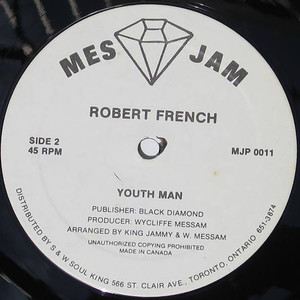 MES JAM
ROBERT FRENCH
SIDE 2
45 RPM
MJP 0011
YOUTH MAN
PUBLISHER: BLACK DIAMOND
PRODUCER: WYCLIFFE MESSAM
ARRANGED BY KING JAMMY & W. MESSAM
UNAUTHORIZED COPYING PROHIBITED
MADE IN CANADA
DISTRIBUTED BY S & W SOUL KING 566 ST. CLAIR AVE., TORONTO, ONTARIO 651-3874